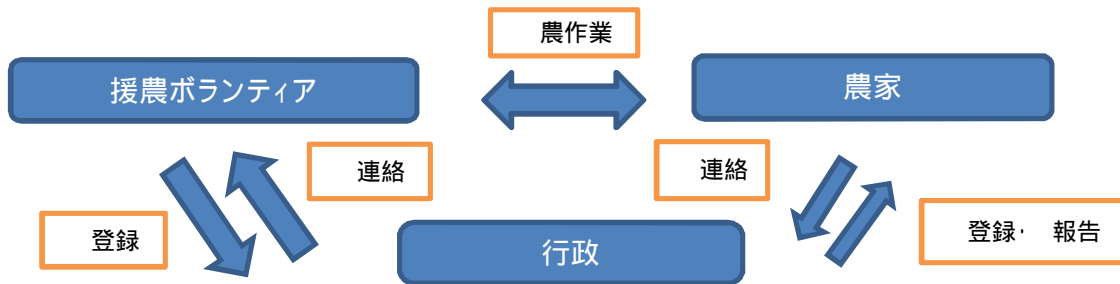 農作業
援農ボランティア
農家
連絡
連絡
登録
行政
登録・ 報告